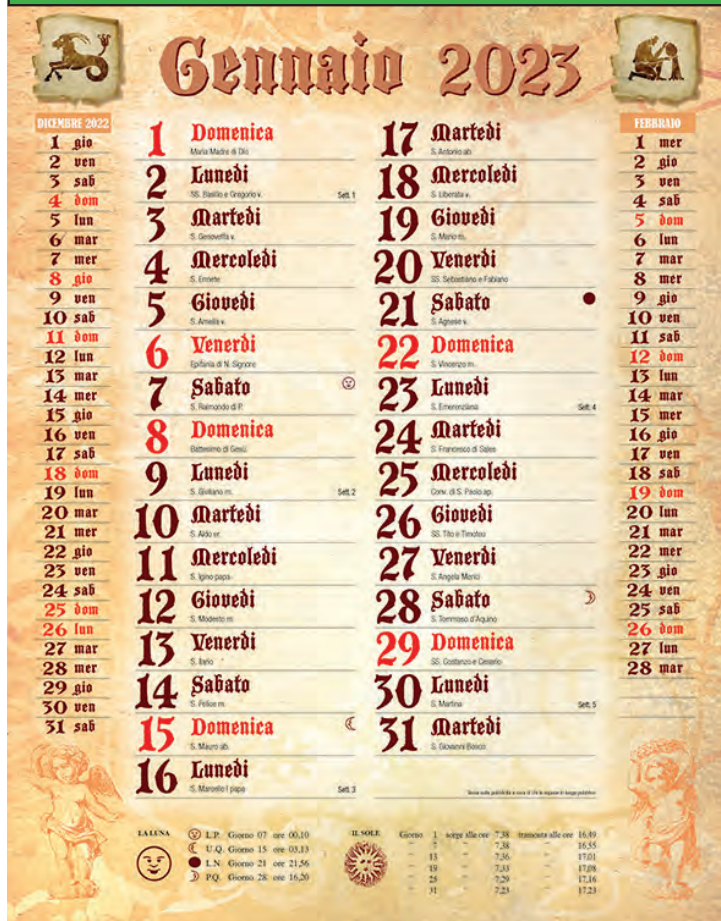 Gennaio 2023
DICEMBRE 2022
1 gio
2 ven
3 sab
4 dom
5 lun
6 mar
7 mer
8 gio
9 ven
10 sab
11 dom
12 lun
13 mar
14 mer
15 gio
16 ven
17 sab
18 dom
19 lun
20 mar
21 mer
22 gio
23 ven
24 sab
25 dom
26 lun
27 mar
28 mer
29 gio
30 ven
31 sab
1 Domenica
Maria Madre di Dio
2 Lunedì
SS. Basilio e Gregorio v. Sett. 1
3 Martedì
S. Genoveffa v.
4 Mercoledì
S. Ermete
5 Giovedì
S. Amelia v.
6 Venerdì
Epifania di N. Signore
7 Sabato
S. Raimondo di P.
8 Domenica
Battesimo di Gesù
9 Lunedì
S. Giuliano m. Sett. 2
10 Martedì
S. Aldo er.
11 Mercoledì
S. Igino papa
12 Giovedì
S. Modesto m.
13 Venerdì
S. Ilario
14 Sabato
S. Felice m.
15 Domenica
S. Mauro ab.
16 Lunedì
S. Marcello I papa Sett. 3
17 Martedì
S. Antonio ab.
18 Mercoledì
S. Liberata v.
19 Giovedì
S. Mario m.
20 Venerdì
SS. Sebastiano e Fabiano
21 Sabato
S. Agnese v.
22 Domenica
S. Vincenzo m.
23 Lunedì
S. Emerenziana Sett. 4
24 Martedì
S. Francesco di Sales
25 Mercoledì
Conv. di S. Paolo ap.
26 Giovedì
SS. Tito e Timoteo
27 Venerdì
S. Angela Merici
28 Sabato
S. Tommaso d'Aquino
29 Domenica
SS. Costanzo e Cesario
30 Lunedì
S. Martina Sett. 5
31 Martedì
S. Giovanni Bosco
FEBBRAIO
1 mer
2 gio
3 ven
4 sab
5 dom
6 lun
7 mar
8 mer
9 gio
10 ven
11 sab
12 dom
13 lun
14 mar
15 mer
16 gio
17 ven
18 sab
19 dom
20 lun
21 mar
22 mer
23 gio
24 ven
25 sab
26 dom
27 lun
28 mar
LA LUNA
L.P. Giorno 07 ore 00,10
U.Q. Giorno 15 ore 03,13
L.N. Giorno 21 ore 21,56
P.Q. Giorno 28 ore 16,20
IL SOLE
Giorno 1 sorge alle ore 7,38 tramonta alle ore 16,49
" 7 " 7,38 " 16,55
" 13 " 7,36 " 17,01
" 19 " 7,33 " 17,08
" 25 " 7,29 " 17,16
" 31 " 7,23 " 17,23